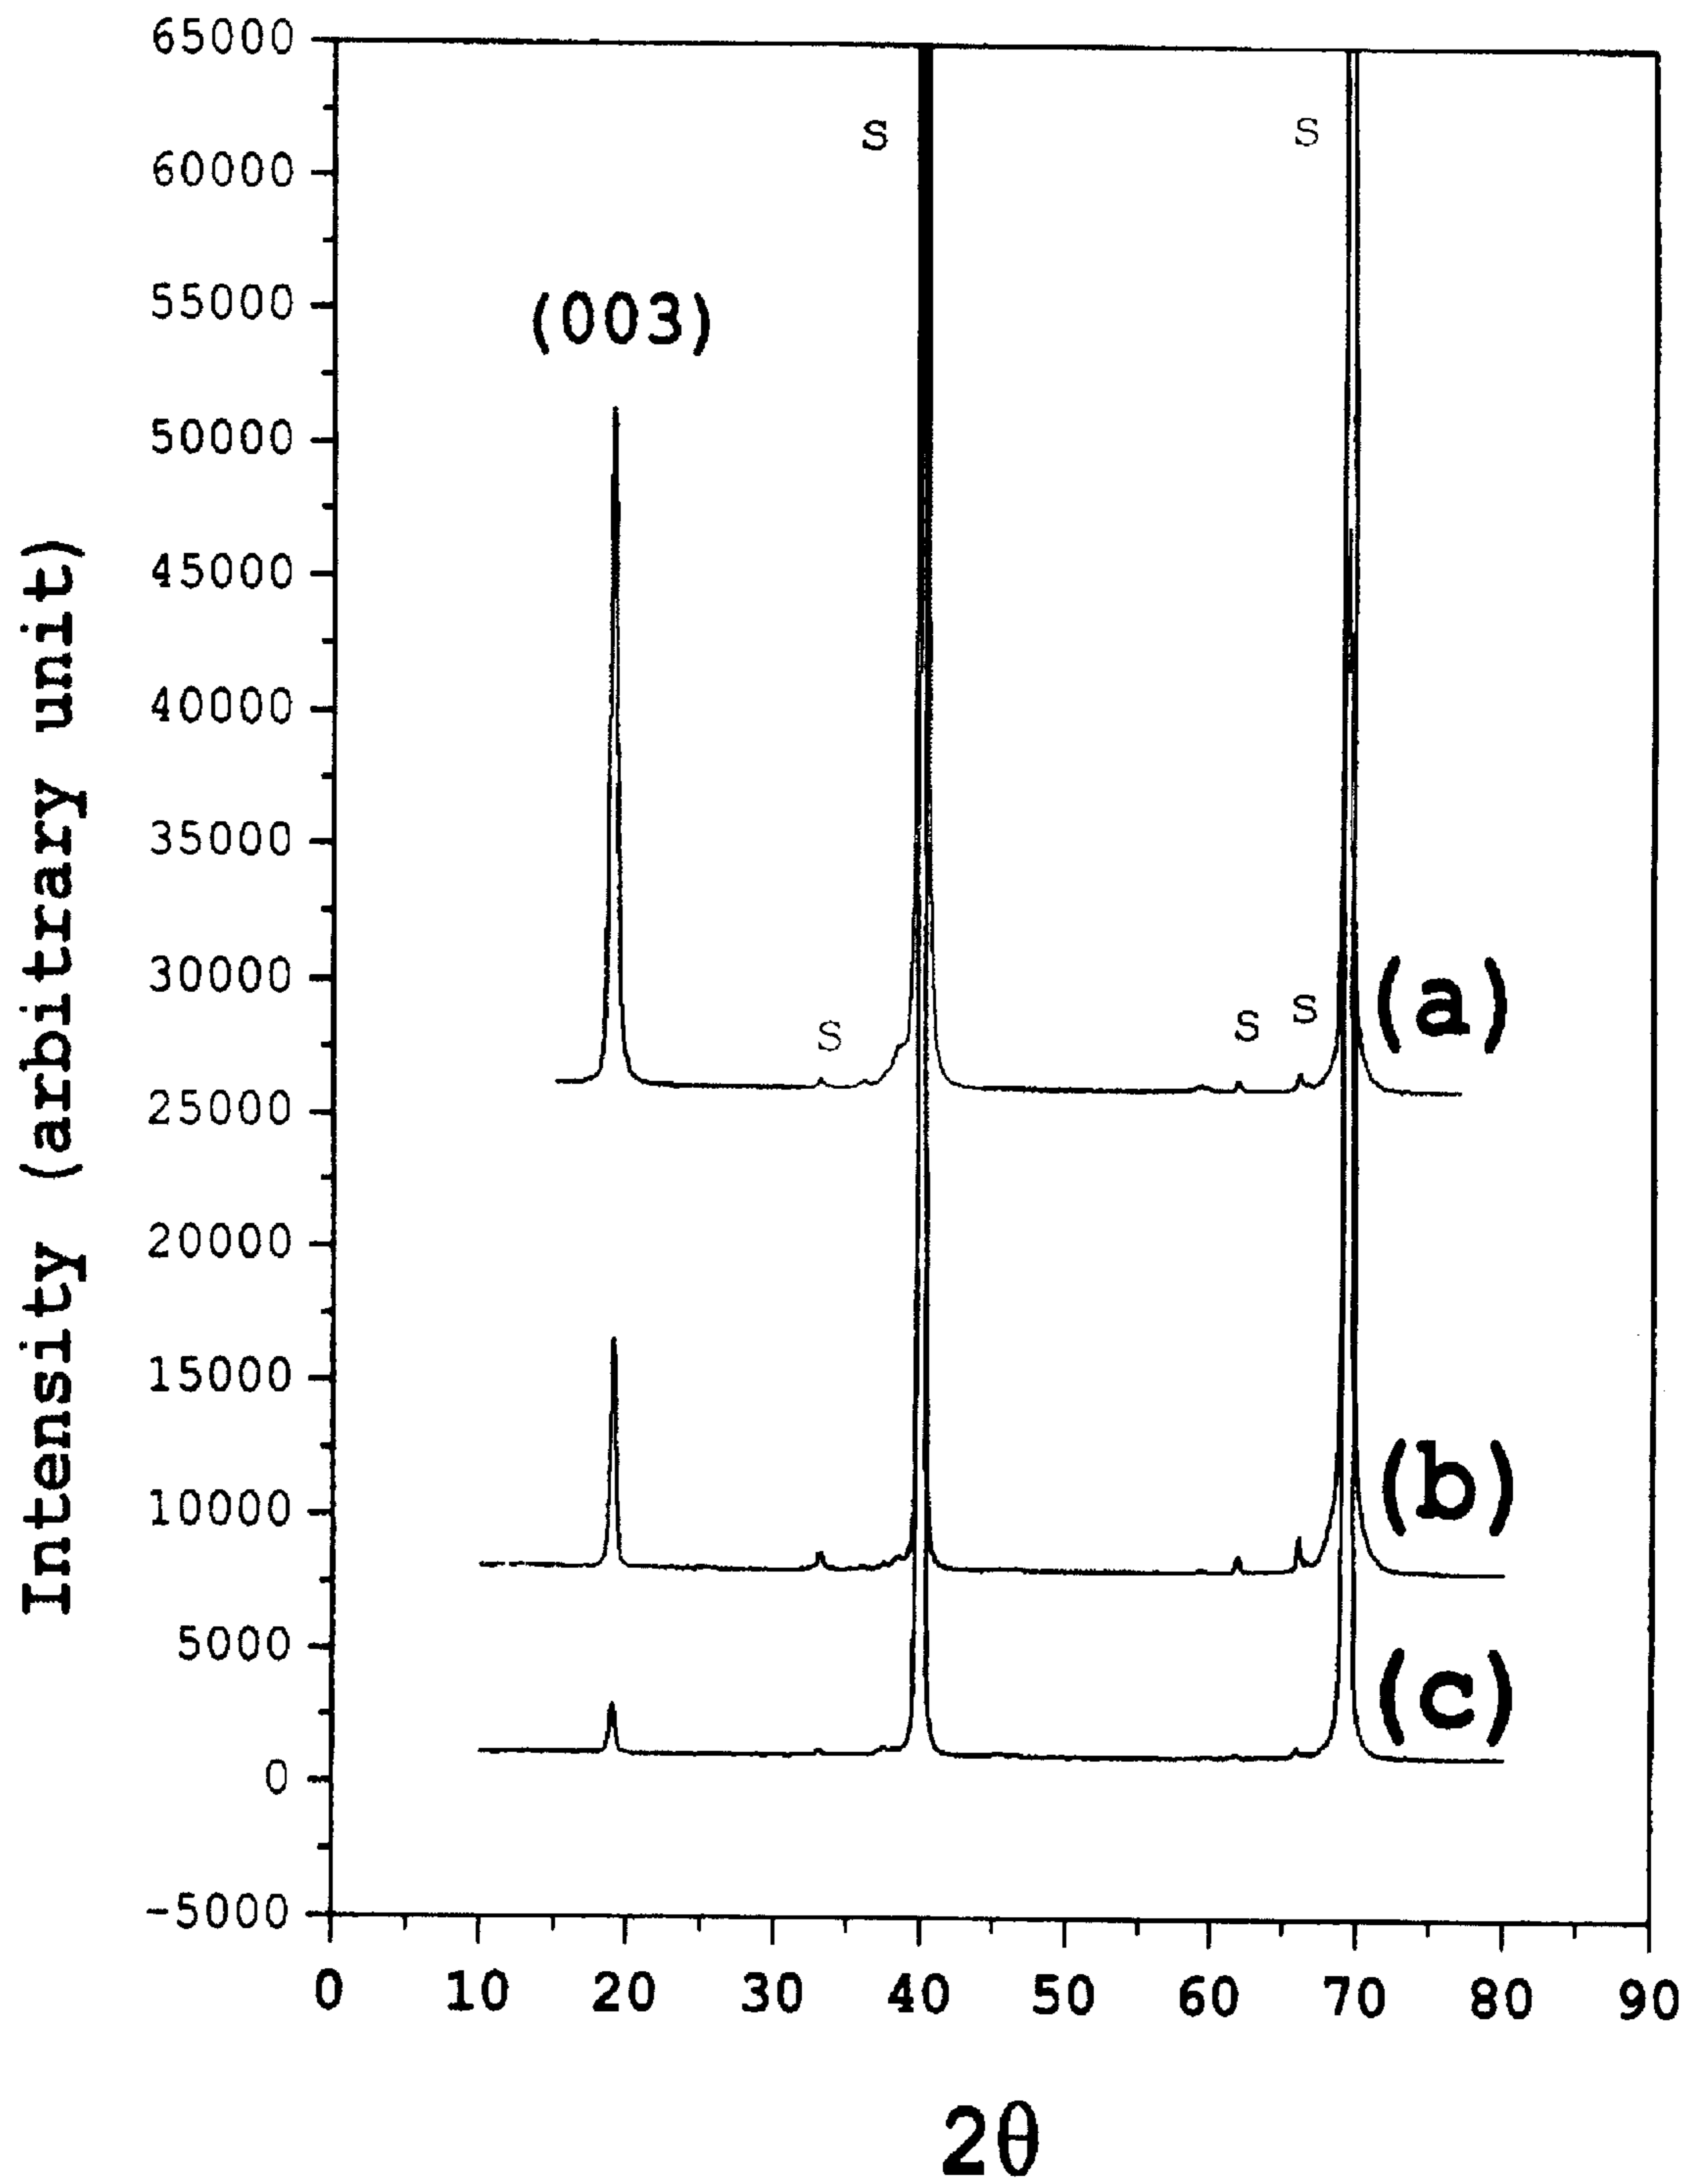 65000
S
S
60000
(003)
55000
50000
45000
40000
35000
30000
(a)
S
S
S
25000
20000
15000
10000
(b)
5000
(c)
0
-5000
0 10 20 30 40 50 60 70 80 90
2θ
Intensity (arbitrary unit)